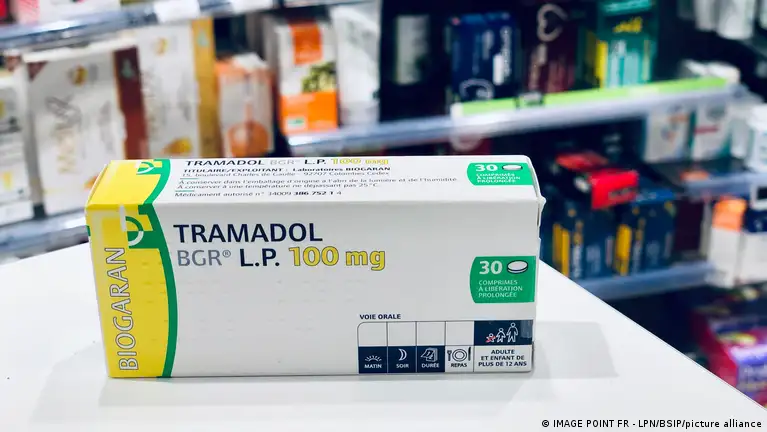 TRAMADOL BGR® L.P. 100 mg
30
COMPRIMÉS
À LIBÉRATION
PROLONGÉE
TITULAIRE/EXPLOITANT : Laboratoires BIOGARAN
15, boulevard Charles de Gaulle - 92707 Colombes Cedex
À conserver dans l'emballage d'origine à l'abri de la lumière et de l'humidité.
À conserver à une température ne dépassant pas 25°C.
Médicament autorisé n° 34009 386 752 1 4
BIOGARAN
TRAMADOL
BGR® L.P. 100 mg
30
COMPRIMÉS
À LIBÉRATION
PROLONGÉE
VOIE ORALE
MATIN SOIR DURÉE REPAS
ADULTE
ET ENFANT DE
PLUS DE 12 ANS
© IMAGE POINT FR - LPN/BSIP/picture alliance